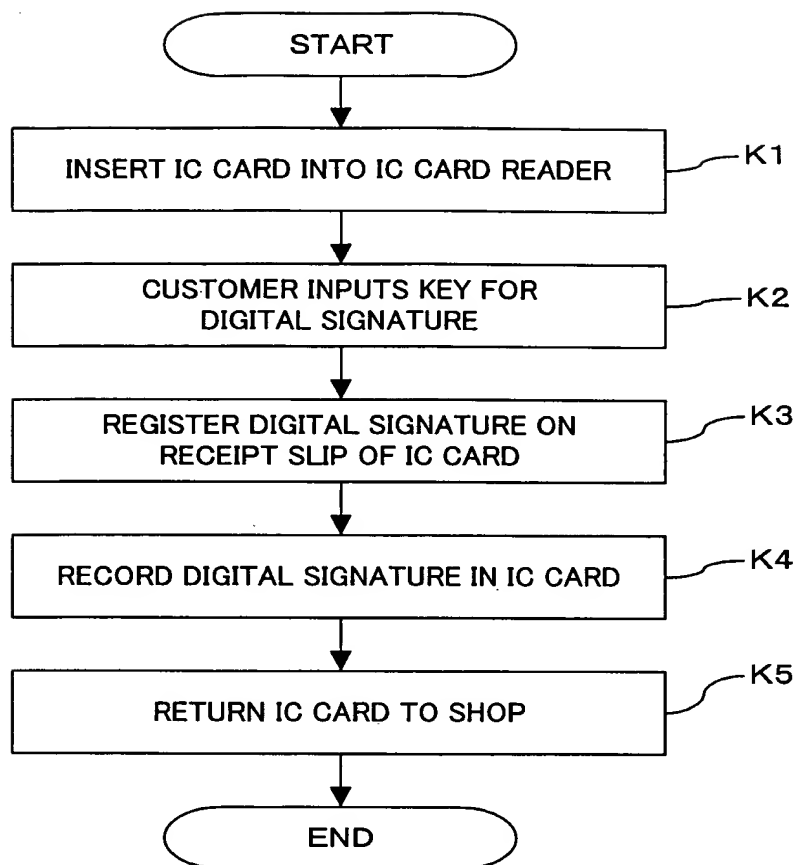 START
INSERT IC CARD INTO IC CARD READER
K1
CUSTOMER INPUTS KEY FOR
DIGITAL SIGNATURE
K2
REGISTER DIGITAL SIGNATURE ON
RECEIPT SLIP OF IC CARD
K3
RECORD DIGITAL SIGNATURE IN IC CARD
K4
RETURN IC CARD TO SHOP
K5
END